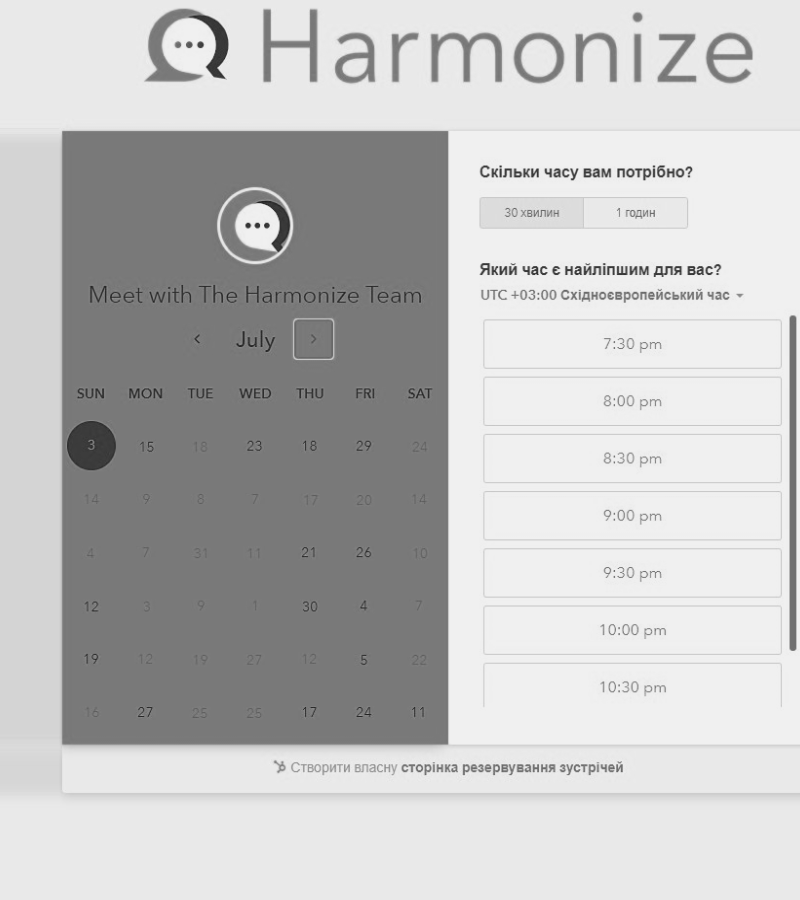 Harmonize
Meet with The Harmonize Team
July
SUN MON TUE WED THU FRI SAT
3 15 18 23 18 29 24
14 9 8 7 17 20 14
4 7 31 11 21 26 10
12 3 9 1 30 4 7
19 12 19 27 12 5 22
16 27 25 25 17 24 11
Скільки часу вам потрібно?
30 хвилин 1 годин
Який час є найліпшим для вас?
UTC +03:00 Східноєвропейський час
7:30 pm
8:00 pm
8:30 pm
9:00 pm
9:30 pm
10:00 pm
10:30 pm
Створити власну сторінка резервування зустрічей